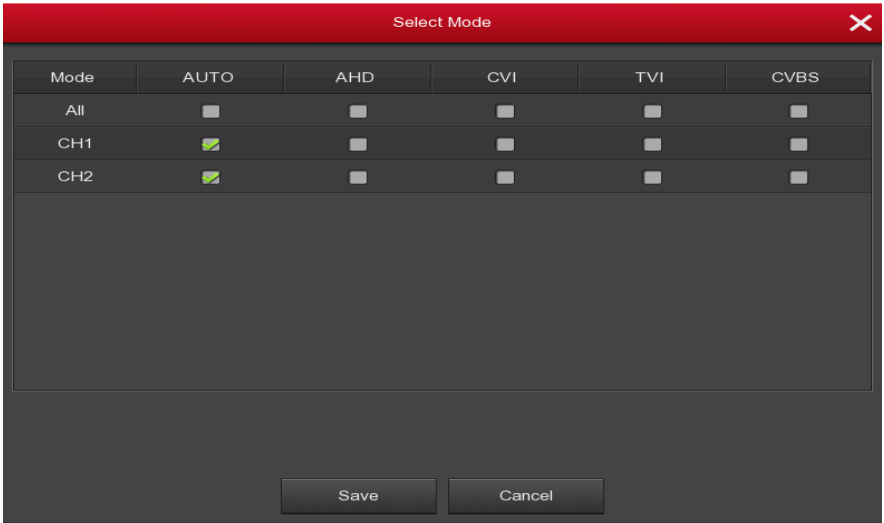 Select Mode
Mode AUTO AHD CVI TVI CVBS
All
CH1
CH2
Save Cancel